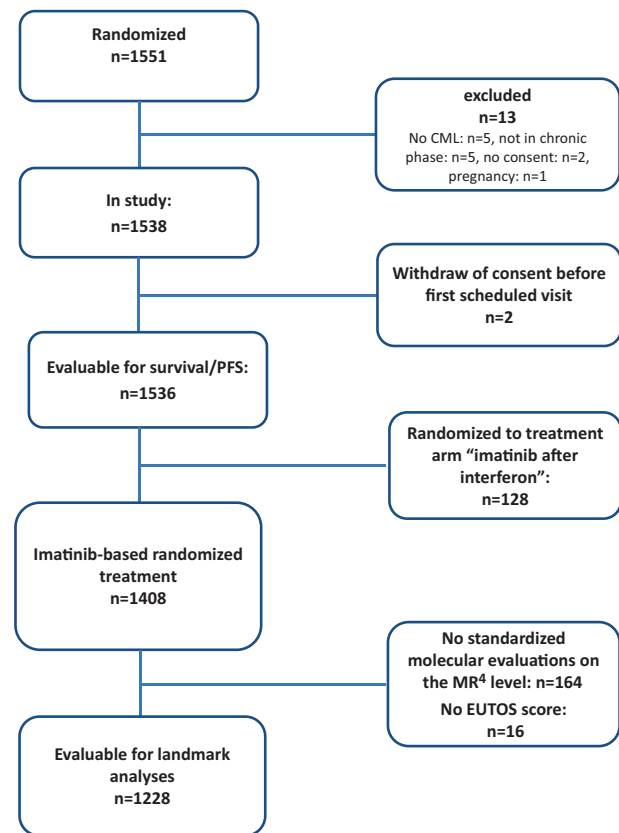 Randomized
n=1551
excluded
n=13
No CML: n=5, not in chronic
phase: n=5, no consent: n=2,
pregnancy: n=1
In study:
n=1538
Withdraw of consent before
first scheduled visit
n=2
Evaluable for survival/PFS:
n=1536
Randomized to treatment
arm “imatinib after
interferon”:
n=128
Imatinib-based randomized
treatment
n=1408
No standardized
molecular evaluations on
the MR⁴ level: n=164
No EUTOS score:
n=16
Evaluable for landmark
analyses
n=1228